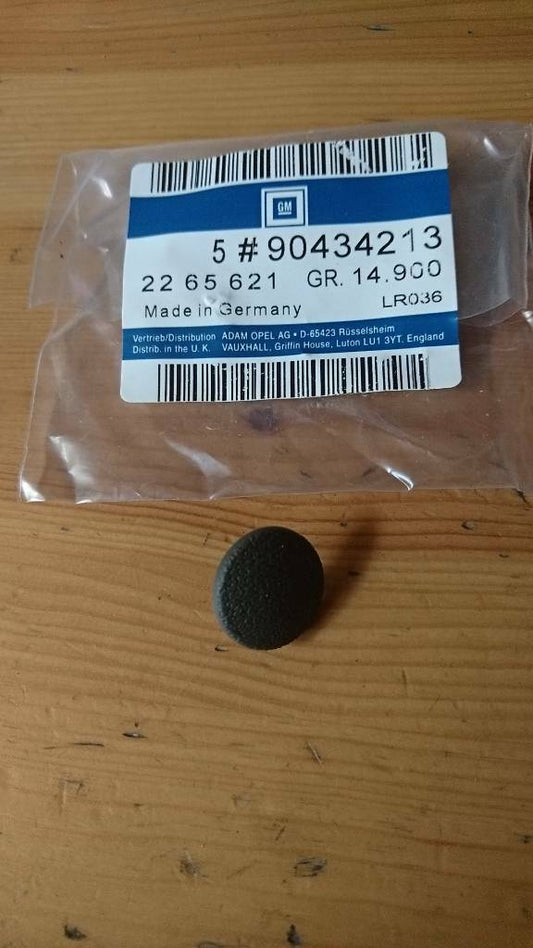 GM
5 # 90434213
22 65 621 GR. 14.900
Made in Germany LR036
Vertrieb/Distribution ADAM OPEL AG • D-65423 Rüsselsheim
Distrib. in the U. K. VAUXHALL, Griffin House, Luton LU1 3YT, England